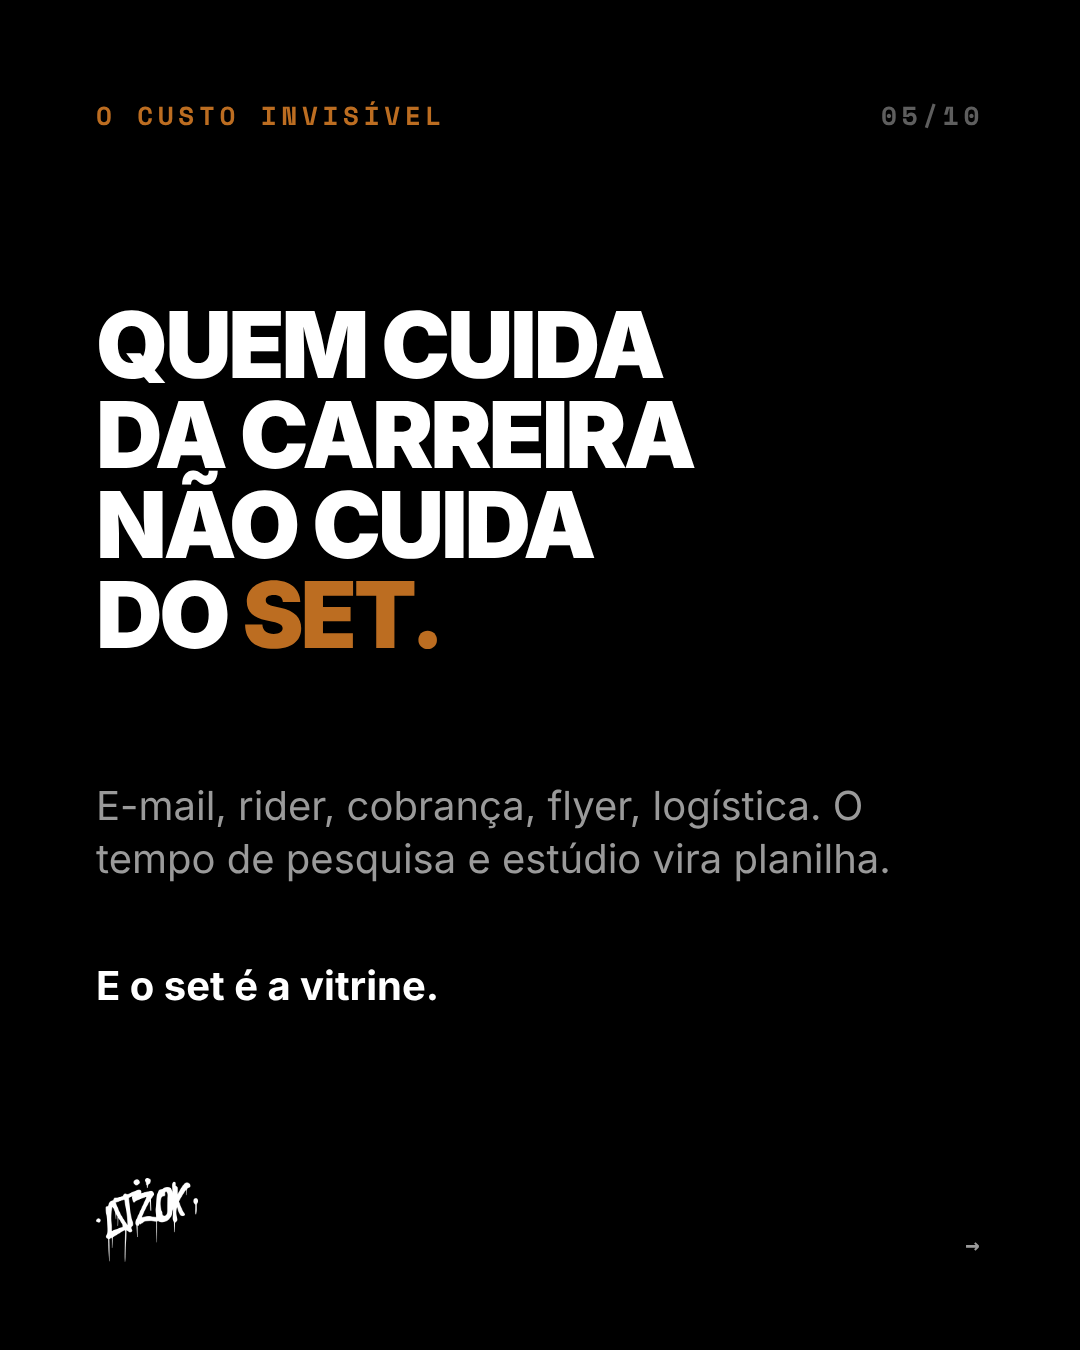 O CUSTO INVISÍVEL
05/10
QUEM CUIDA
DA CARREIRA
NÃO CUIDA
DO SET.
E-mail, rider, cobrança, flyer, logística. O
tempo de pesquisa e estúdio vira planilha.
E o set é a vitrine.
→